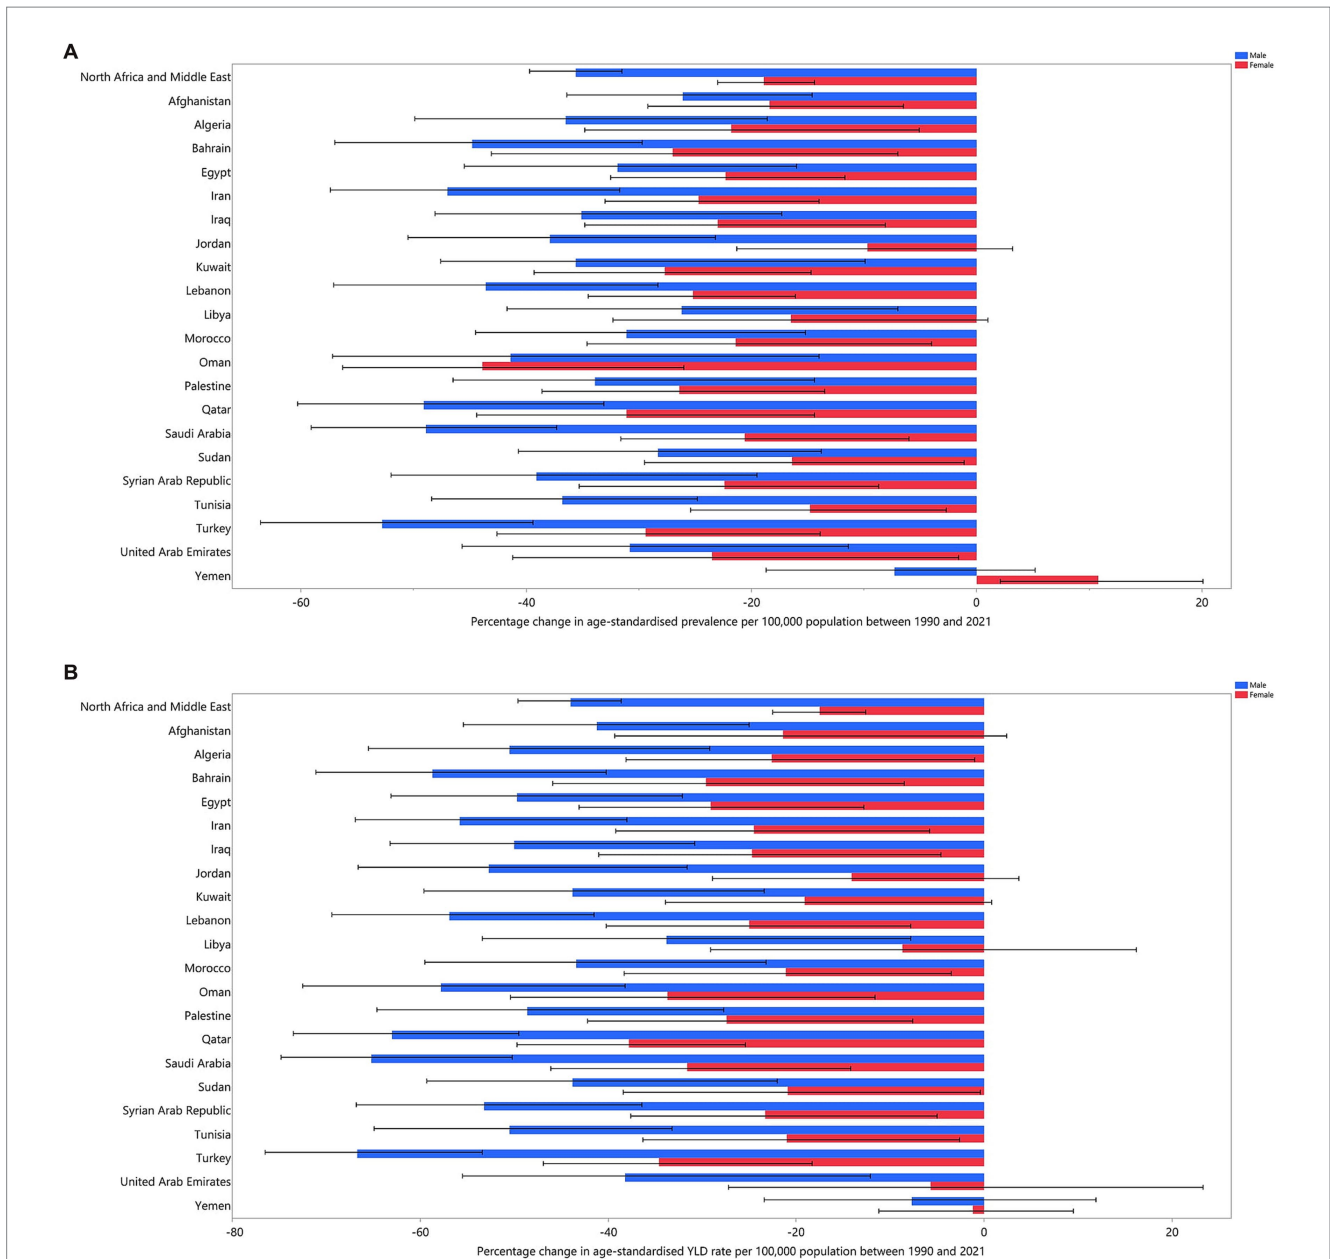 A
Male
Female
North Africa and Middle East
Afghanistan
Algeria
Bahrain
Egypt
Iran
Iraq
Jordan
Kuwait
Lebanon
Libya
Morocco
Oman
Palestine
Qatar
Saudi Arabia
Sudan
Syrian Arab Republic
Tunisia
Turkey
United Arab Emirates
Yemen
-60 -40 -20 0 20
Percentage change in age-standardised prevalence per 100,000 population between 1990 and 2021
B
Male
Female
North Africa and Middle East
Afghanistan
Algeria
Bahrain
Egypt
Iran
Iraq
Jordan
Kuwait
Lebanon
Libya
Morocco
Oman
Palestine
Qatar
Saudi Arabia
Sudan
Syrian Arab Republic
Tunisia
Turkey
United Arab Emirates
Yemen
-80 -60 -40 -20 0 20
Percentage change in age-standardised YLD rate per 100,000 population between 1990 and 2021